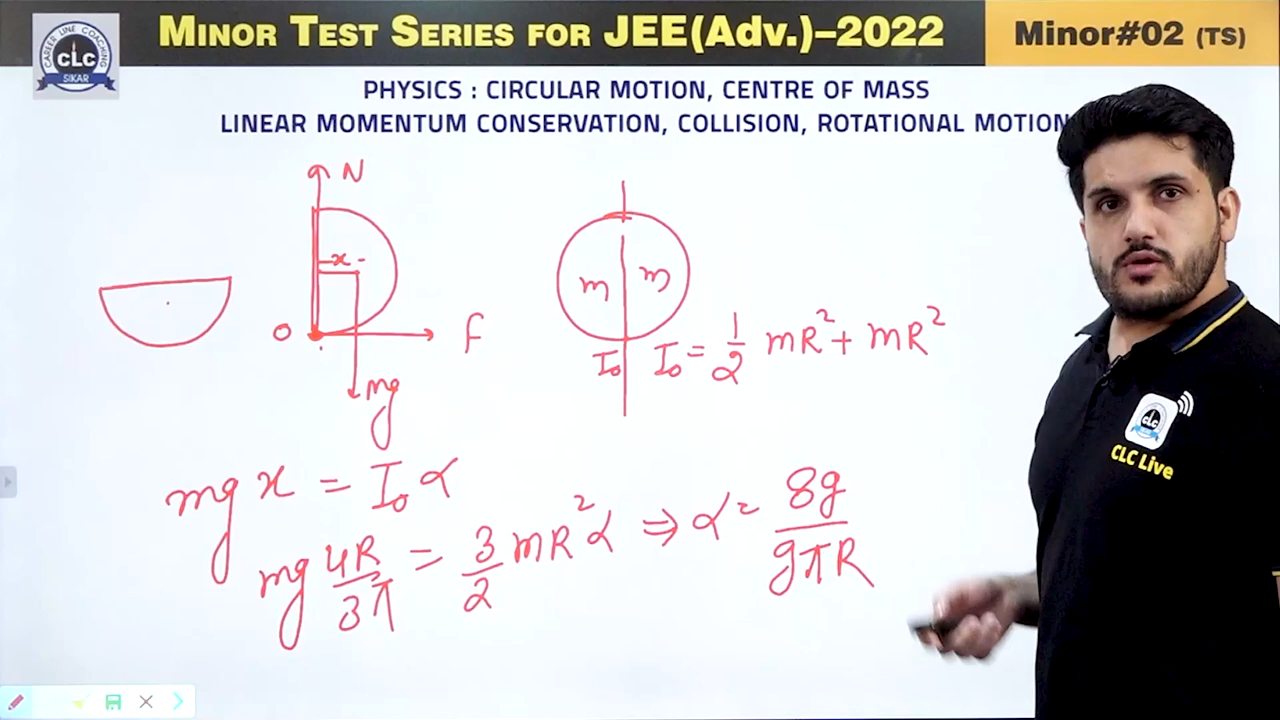 CAREER LINE COACHING
CLC
SIKAR
MINOR TEST SERIES FOR JEE(ADV.)–2022
Minor#02 (TS)
PHYSICS : CIRCULAR MOTION, CENTRE OF MASS
LINEAR MOMENTUM CONSERVATION, COLLISION, ROTATIONAL MOTION
N
x
O
f
mg
m m
I₀ I₀ = 1/2 mR² + mR²
mg x = I₀ α
mg 4R/3π = 3/2 mR² α ⇒ α = 8g/9πR
CLC
CLC Live